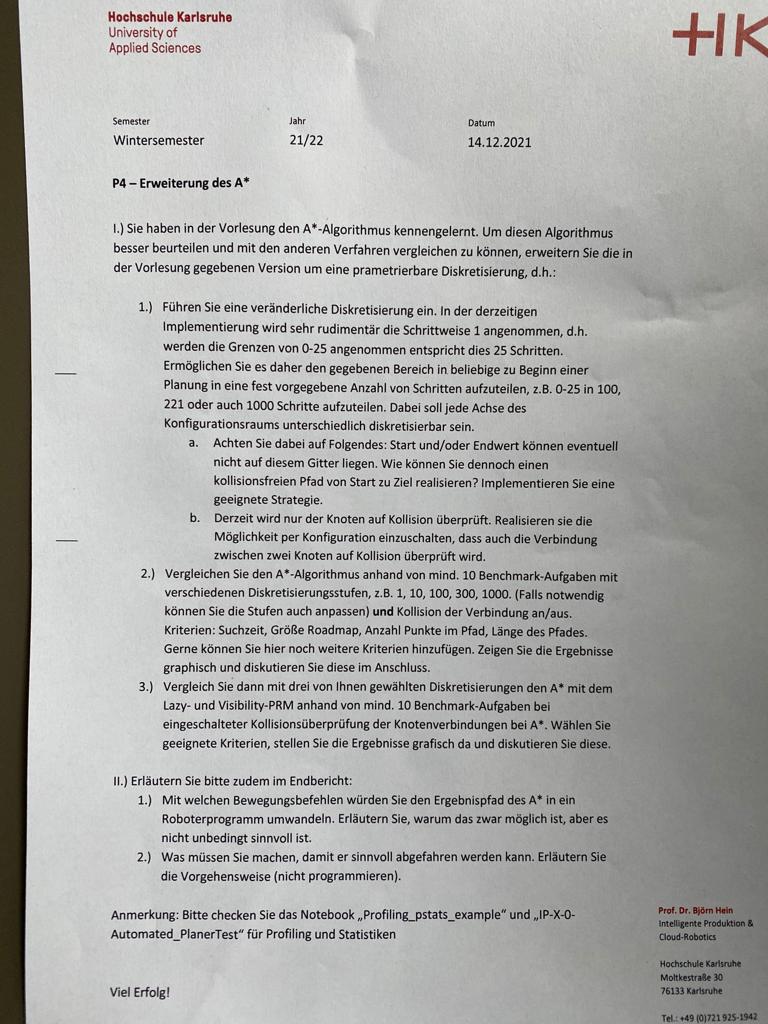 Hochschule Karlsruhe
University of
Applied Sciences
HK
Semester
Jahr
Datum
Wintersemester
21/22
14.12.2021
P4 – Erweiterung des A*
I.) Sie haben in der Vorlesung den A*-Algorithmus kennengelernt. Um diesen Algorithmus
besser beurteilen und mit den anderen Verfahren vergleichen zu können, erweitern Sie die in
der Vorlesung gegebenen Version um eine prametrierbare Diskretisierung, d.h.:
1.) Führen Sie eine veränderliche Diskretisierung ein. In der derzeitigen
Implementierung wird sehr rudimentär die Schrittweise 1 angenommen, d.h.
werden die Grenzen von 0-25 angenommen entspricht dies 25 Schritten.
Ermöglichen Sie es daher den gegebenen Bereich in beliebige zu Beginn einer
Planung in eine fest vorgegebene Anzahl von Schritten aufzuteilen, z.B. 0-25 in 100,
221 oder auch 1000 Schritte aufzuteilen. Dabei soll jede Achse des
Konfigurationsraums unterschiedlich diskretisierbar sein.
a. Achten Sie dabei auf Folgendes: Start und/oder Endwert können eventuell
nicht auf diesem Gitter liegen. Wie können Sie dennoch einen
kollisionsfreien Pfad von Start zu Ziel realisieren? Implementieren Sie eine
geeignete Strategie.
b. Derzeit wird nur der Knoten auf Kollision überprüft. Realisieren sie die
Möglichkeit per Konfiguration einzuschalten, dass auch die Verbindung
zwischen zwei Knoten auf Kollision überprüft wird.
2.) Vergleichen Sie den A*-Algorithmus anhand von mind. 10 Benchmark-Aufgaben mit
verschiedenen Diskretisierungsstufen, z.B. 1, 10, 100, 300, 1000. (Falls notwendig
können Sie die Stufen auch anpassen) und Kollision der Verbindung an/aus.
Kriterien: Suchzeit, Größe Roadmap, Anzahl Punkte im Pfad, Länge des Pfades.
Gerne können Sie hier noch weitere Kriterien hinzufügen. Zeigen Sie die Ergebnisse
graphisch und diskutieren Sie diese im Anschluss.
3.) Vergleich Sie dann mit drei von Ihnen gewählten Diskretisierungen den A* mit dem
Lazy- und Visibility-PRM anhand von mind. 10 Benchmark-Aufgaben bei
eingeschalteter Kollisionsüberprüfung der Knotenverbindungen bei A*. Wählen Sie
geeignete Kriterien, stellen Sie die Ergebnisse grafisch da und diskutieren Sie diese.
II.) Erläutern Sie bitte zudem im Endbericht:
1.) Mit welchen Bewegungsbefehlen würden Sie den Ergebnispfad des A* in ein
Roboterprogramm umwandeln. Erläutern Sie, warum das zwar möglich ist, aber es
nicht unbedingt sinnvoll ist.
2.) Was müssen Sie machen, damit er sinnvoll abgefahren werden kann. Erläutern Sie
die Vorgehensweise (nicht programmieren).
Anmerkung: Bitte checken Sie das Notebook „Profiling_pstats_example“ und „IP-X-0-
Automated_PlanerTest“ für Profiling und Statistiken
Viel Erfolg!
Prof. Dr. Björn Hein
Intelligente Produktion &
Cloud-Robotics
Hochschule Karlsruhe
Moltkestraße 30
76133 Karlsruhe
Tel.: +49 (0)721 925-1942